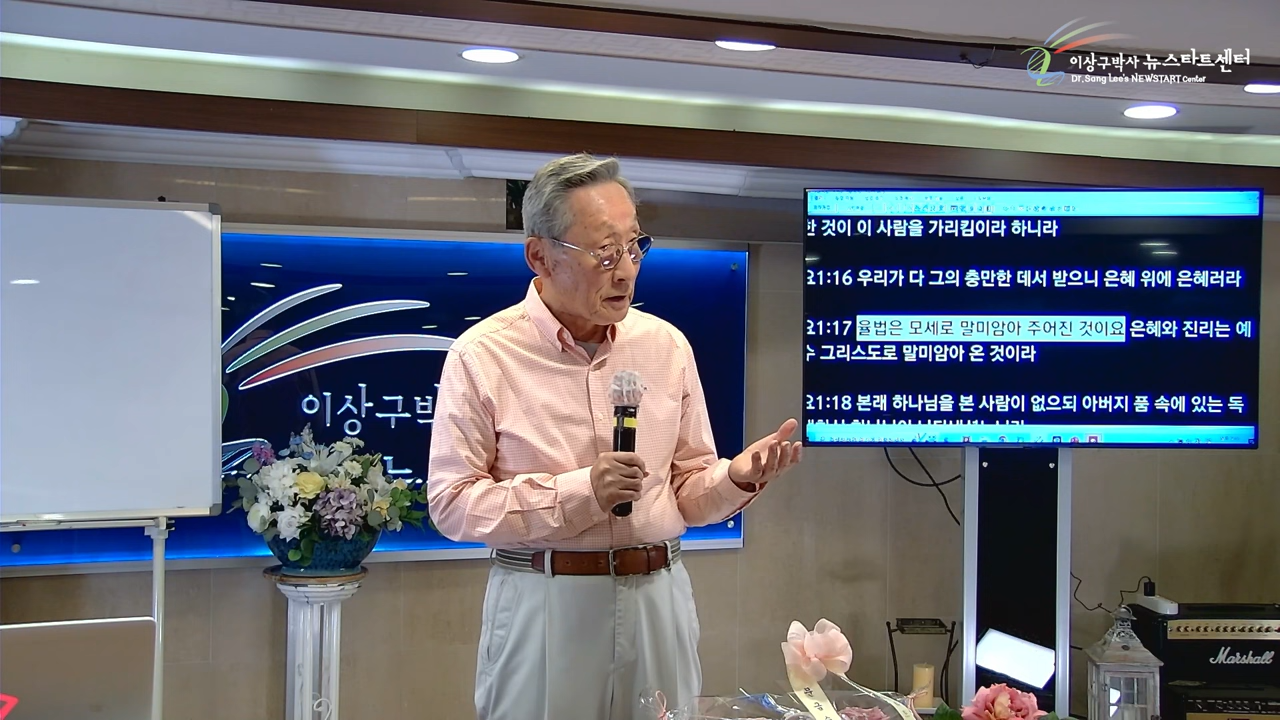 이상구박사 뉴스타트센터
Dr. Sang Lee's NEWSTART Center
한 것이 이 사람을 가리킴이라 하니라
요1:16 우리가 다 그의 충만한 데서 받으니 은혜 위에 은혜러라
요1:17 율법은 모세로 말미암아 주어진 것이요 은혜와 진리는 예
수 그리스도로 말미암아 온 것이라
요1:18 본래 하나님을 본 사람이 없으되 아버지 품 속에 있는 독
이상구박
Marshall